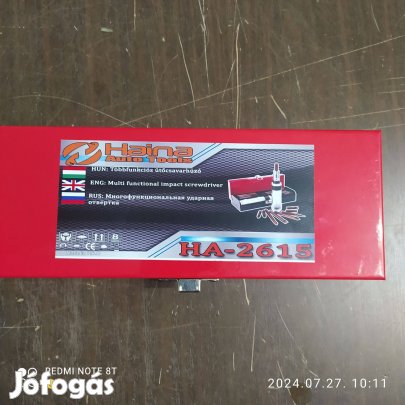 Haina
Auto Tools
HUN: Többfunkciós ütőcsavarhúzó
ENG: Multi functional impact screwdriver
RUS: Многофункциональная ударная
отвёртка
HA-2615
REDMI NOTE 8T
2024.07.27. 10:11
Jófogás